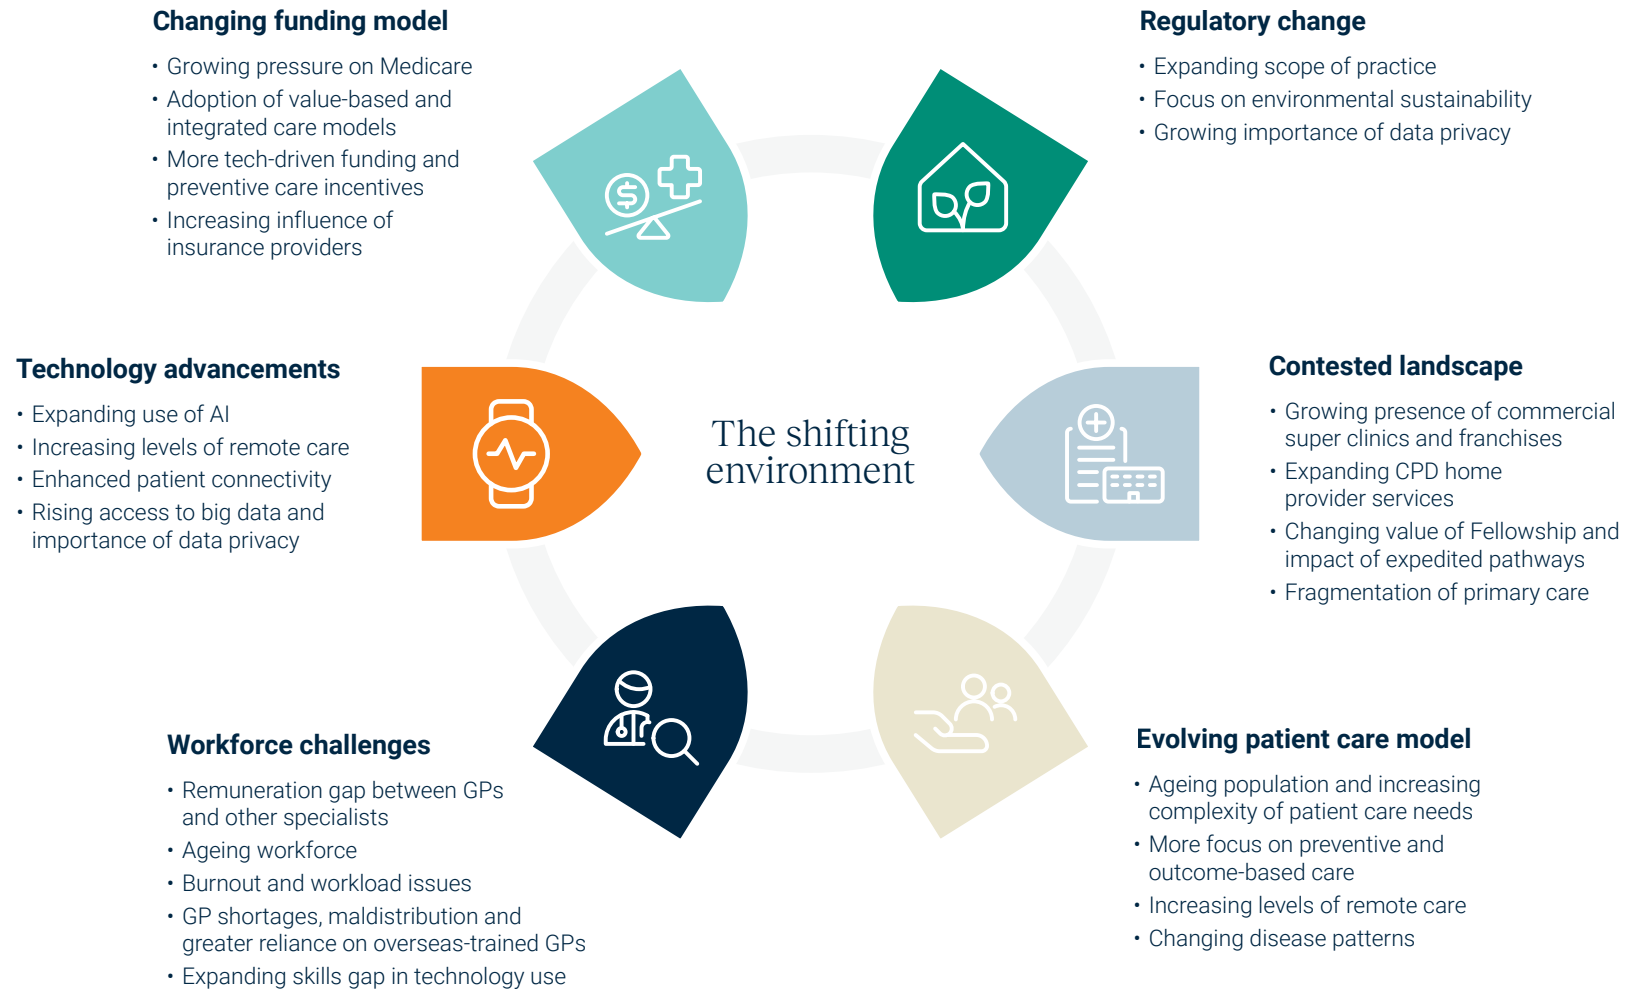 Changing funding model
• Growing pressure on Medicare
• Adoption of value-based and
integrated care models
• More tech-driven funding and
preventive care incentives
• Increasing influence of
insurance providers
Regulatory change
• Expanding scope of practice
• Focus on environmental sustainability
• Growing importance of data privacy
Technology advancements
• Expanding use of AI
• Increasing levels of remote care
• Enhanced patient connectivity
• Rising access to big data and
importance of data privacy
The shifting
environment
Contested landscape
• Growing presence of commercial
super clinics and franchises
• Expanding CPD home
provider services
• Changing value of Fellowship and
impact of expedited pathways
• Fragmentation of primary care
Workforce challenges
• Remuneration gap between GPs
and other specialists
• Ageing workforce
• Burnout and workload issues
• GP shortages, maldistribution and
greater reliance on overseas-trained GPs
• Expanding skills gap in technology use
Evolving patient care model
• Ageing population and increasing
complexity of patient care needs
• More focus on preventive and
outcome-based care
• Increasing levels of remote care
• Changing disease patterns